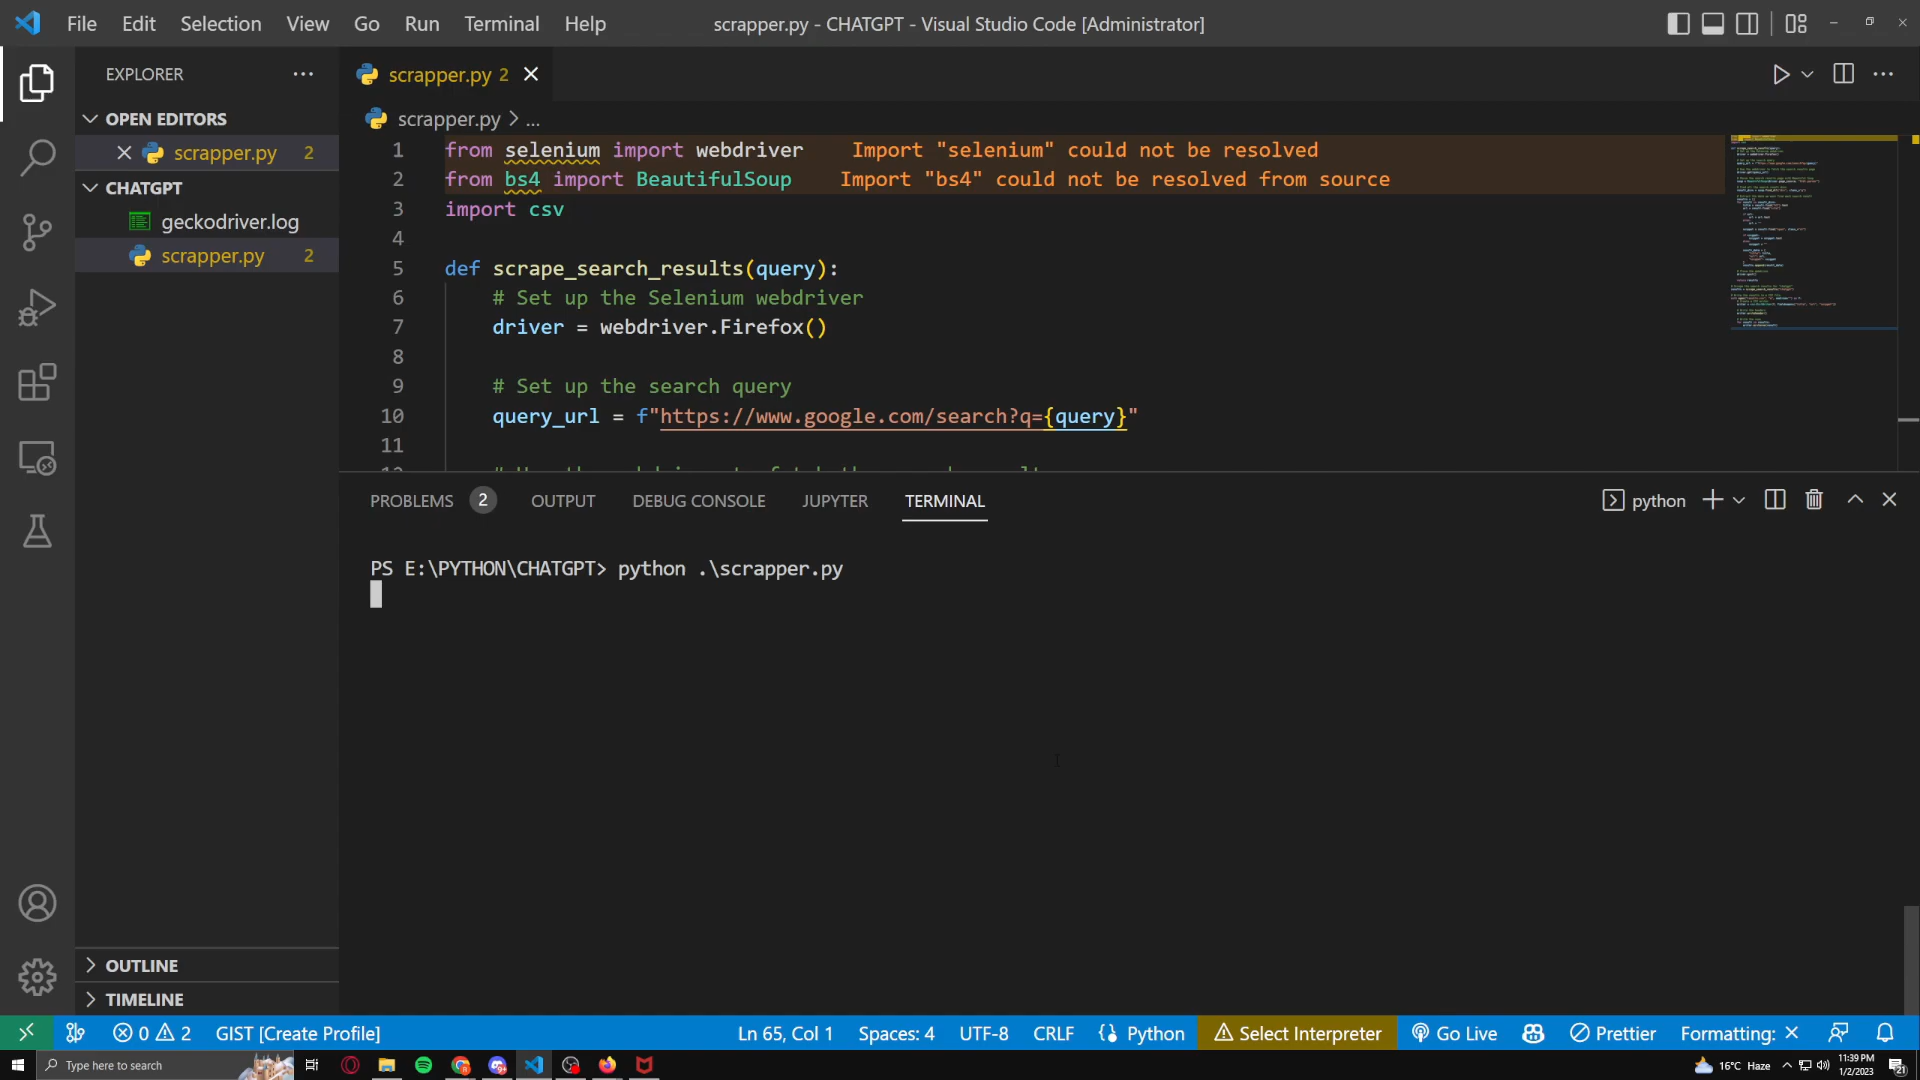 File Edit Selection View Go Run Terminal Help scrapper.py - CHATGPT - Visual Studio Code [Administrator]
EXPLORER
OPEN EDITORS
scrapper.py 2
CHATGPT
geckodriver.log
scrapper.py 2
OUTLINE
TIMELINE
scrapper.py 2
scrapper.py > ...
1 from selenium import webdriver Import "selenium" could not be resolved
2 from bs4 import BeautifulSoup Import "bs4" could not be resolved from source
3 import csv
4
5 def scrape_search_results(query):
6 # Set up the Selenium webdriver
7 driver = webdriver.Firefox()
8
9 # Set up the search query
10 query_url = f"https://www.google.com/search?q={query}"
11
PROBLEMS 2 OUTPUT DEBUG CONSOLE JUPYTER TERMINAL python
PS E:\PYTHON\CHATGPT> python .\scrapper.py
0 2 GIST [Create Profile] Ln 65, Col 1 Spaces: 4 UTF-8 CRLF Python Select Interpreter Go Live Prettier Formatting:
Type here to search 16°C Haze 11:39 PM
1/2/2023 21